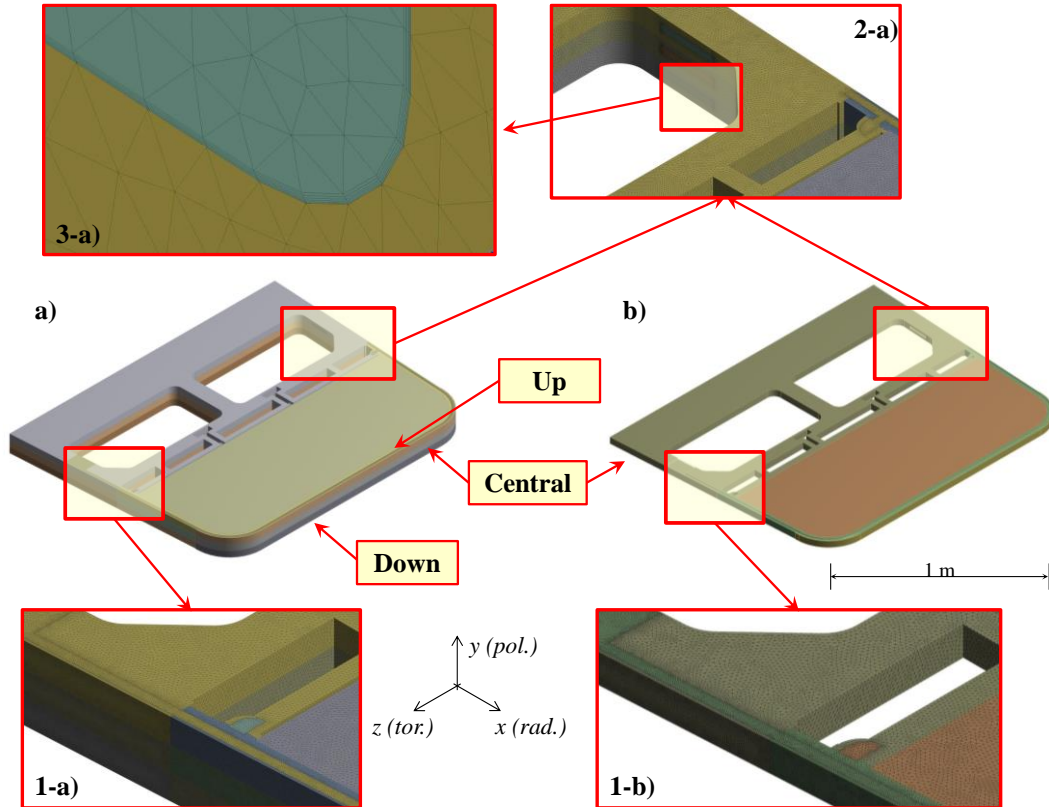 2-a)
3-a)
a)
b)
Up
Central
Down
1 m
y (pol.)
z (tor.)
x (rad.)
1-a)
1-b)